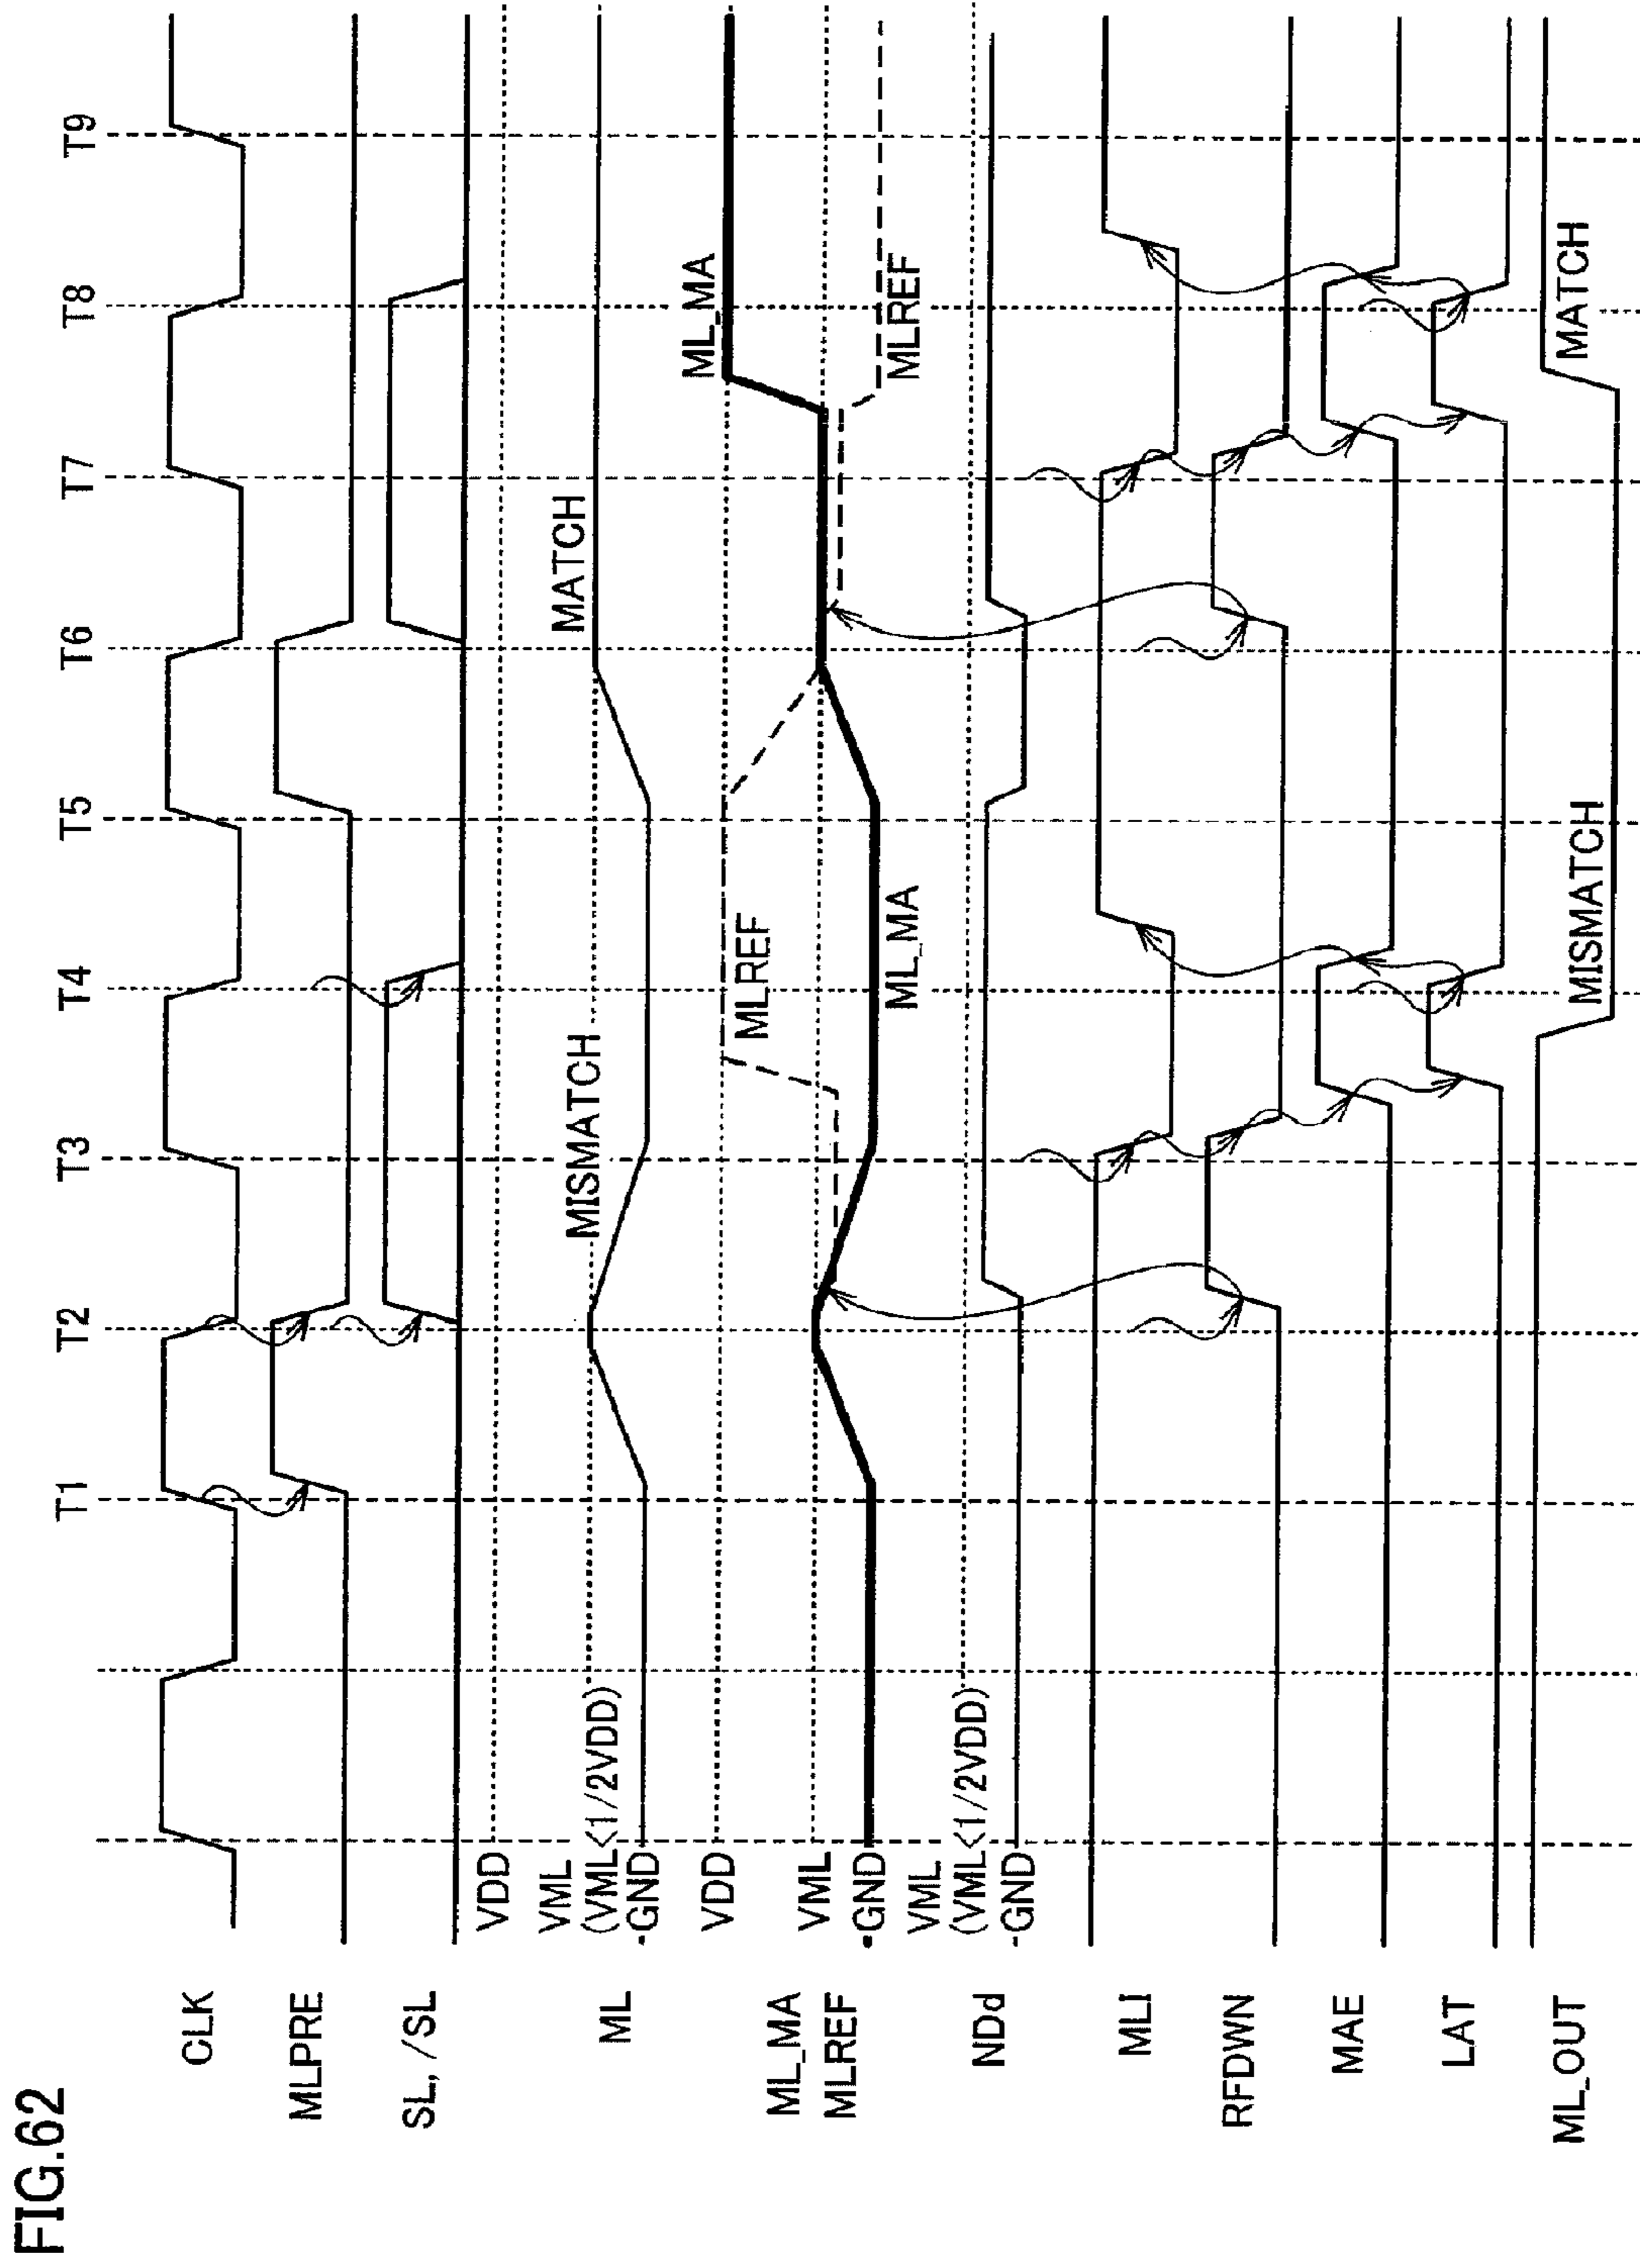 FIG.62
T1 T2 T3 T4 T5 T6 T7 T8 T9
CLK
MLPRE
SL, /SL
VDD
VML
(VML<1/2VDD)
GND
ML
MISMATCH
MATCH
VDD
VML
GND
ML_MA
MLREF
MLREF
ML_MA
ML_MA
MLREF
VML
(VML<1/2VDD)
GND
NDd
MLI
RFDWN
MAE
LAT
ML_OUT
MISMATCH
MATCH